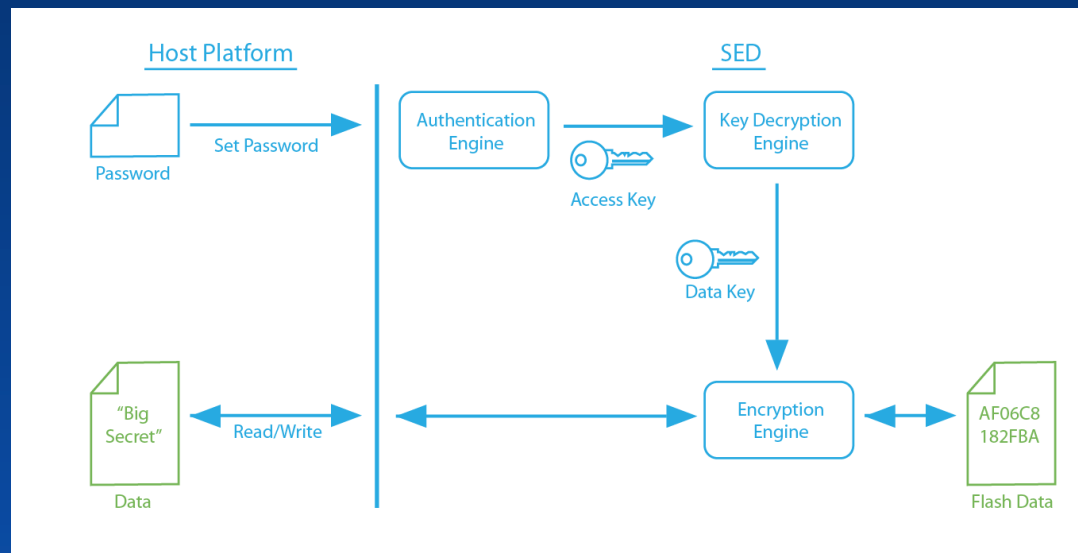 Host Platform
SED
Set Password
Password
Authentication
Engine
Access Key
Key Decryption
Engine
Data Key
“Big
Secret”
Data
Read/Write
Encryption
Engine
AF06C8
182FBA
Flash Data